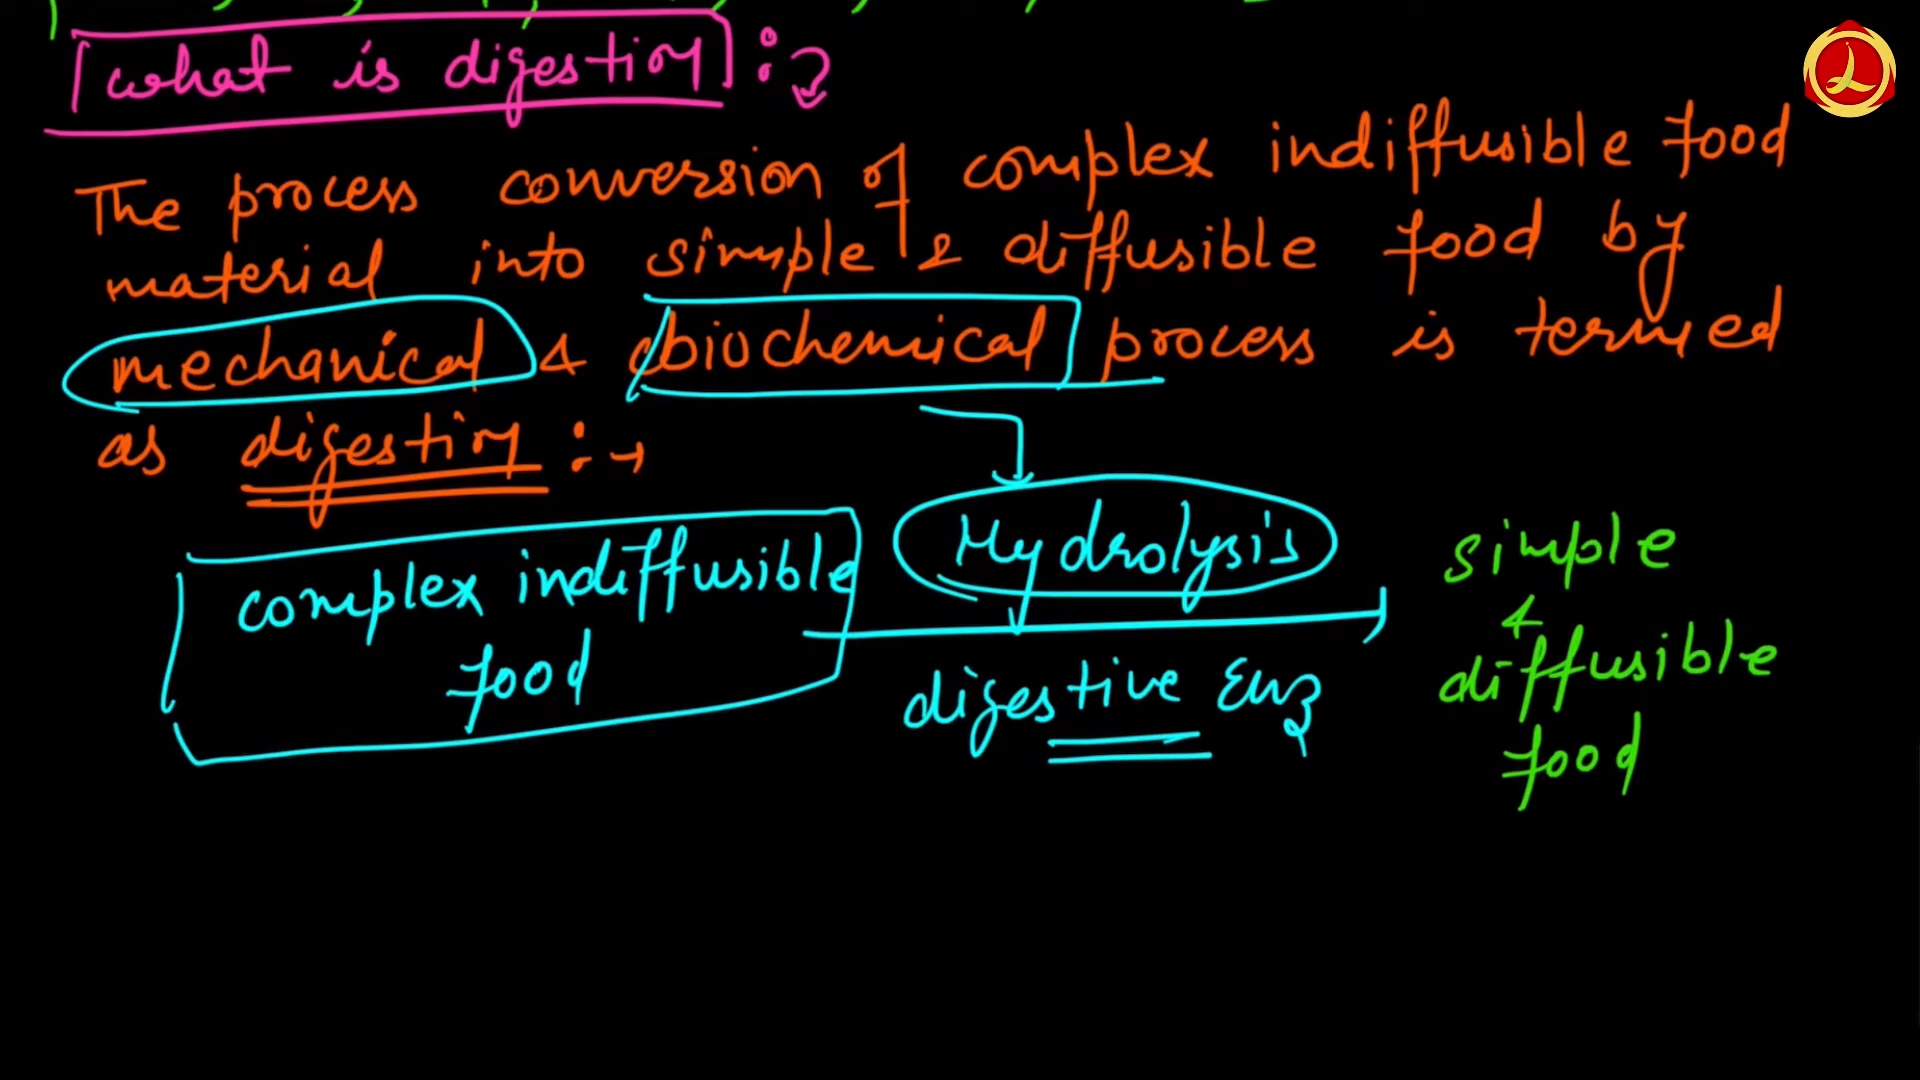 what is digestion :→
The process conversion of complex indiffusible food
material into simple & diffusible food by
mechanical & biochemical process is termed
as digestion :→
complex indiffusible
food
Hydrolysis
digestive Enz
simple
&
diffusible
food